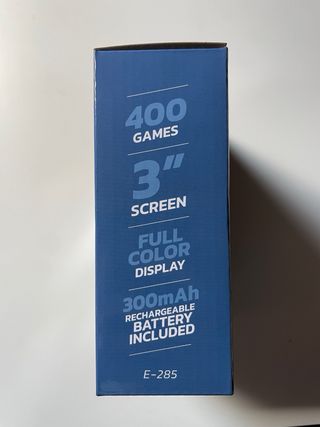 400
GAMES
3"
SCREEN
FULL
COLOR
DISPLAY
300mAh
RECHARGEABLE
BATTERY
INCLUDED
E-285